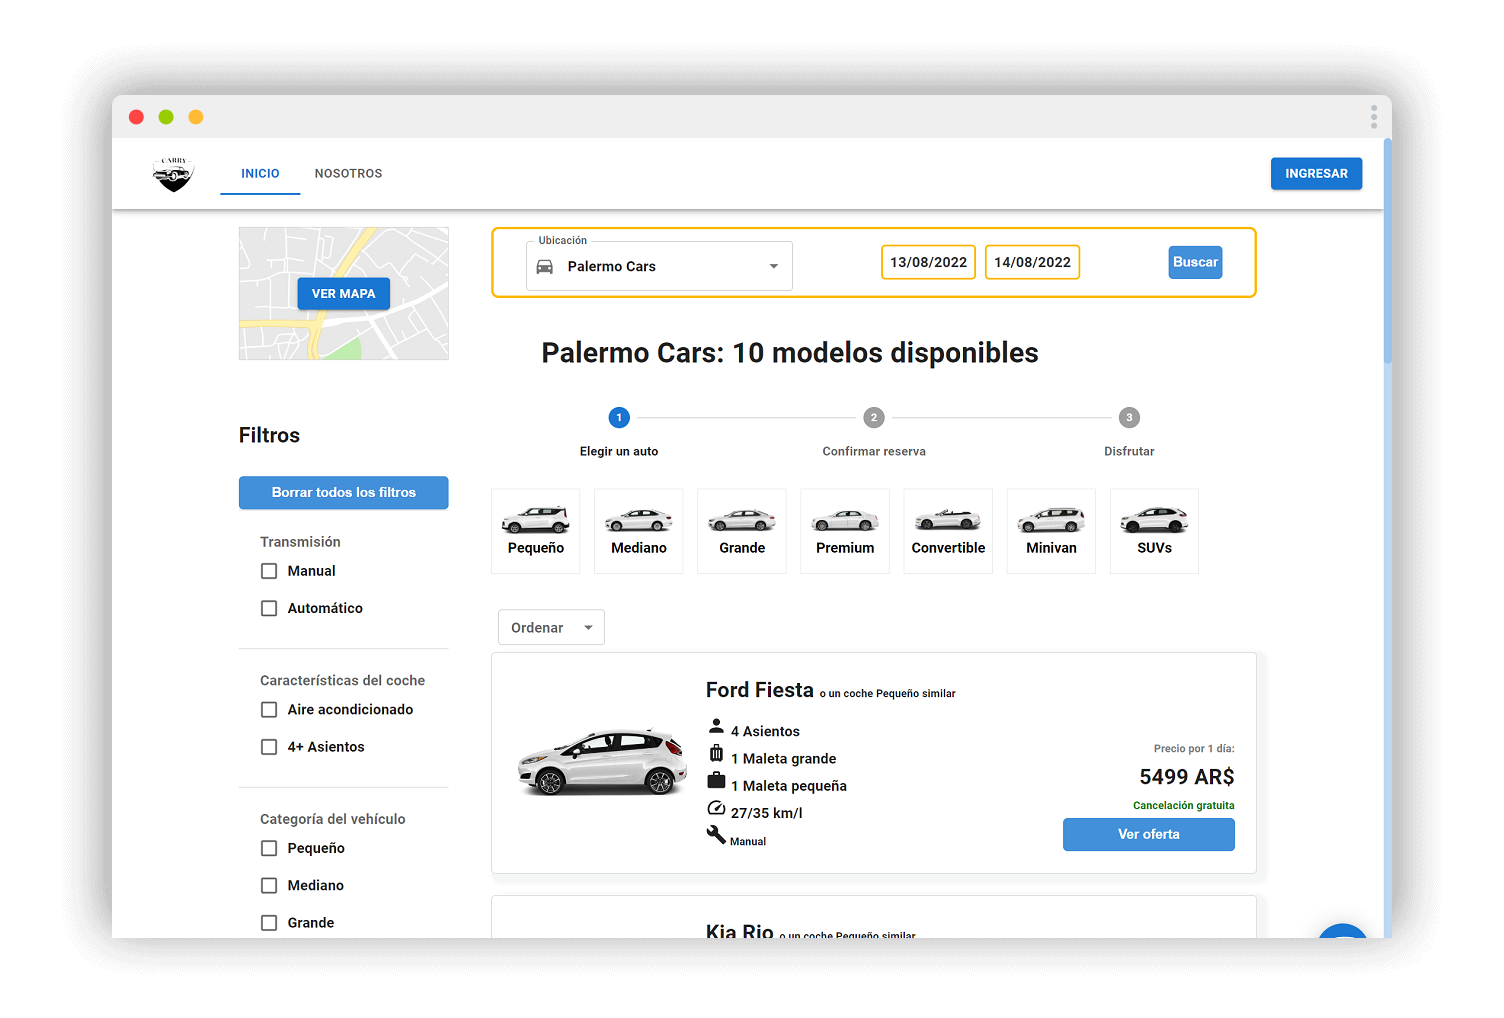 CARRY
INICIO
NOSOTROS
INGRESAR
VER MAPA
Ubicación
Palermo Cars
13/08/2022
14/08/2022
Buscar
Palermo Cars: 10 modelos disponibles
1
2
3
Elegir un auto
Confirmar reserva
Disfrutar
Filtros
Borrar todos los filtros
Transmisión
Manual
Automático
Características del coche
Aire acondicionado
4+ Asientos
Categoría del vehículo
Pequeño
Mediano
Grande
Pequeño
Mediano
Grande
Premium
Convertible
Minivan
SUVs
Ordenar
Ford Fiesta o un coche Pequeño similar
4 Asientos
1 Maleta grande
1 Maleta pequeña
27/35 km/l
Manual
Precio por 1 día:
5499 AR$
Cancelación gratuita
Ver oferta
Kia Rio o un coche Pequeño similar